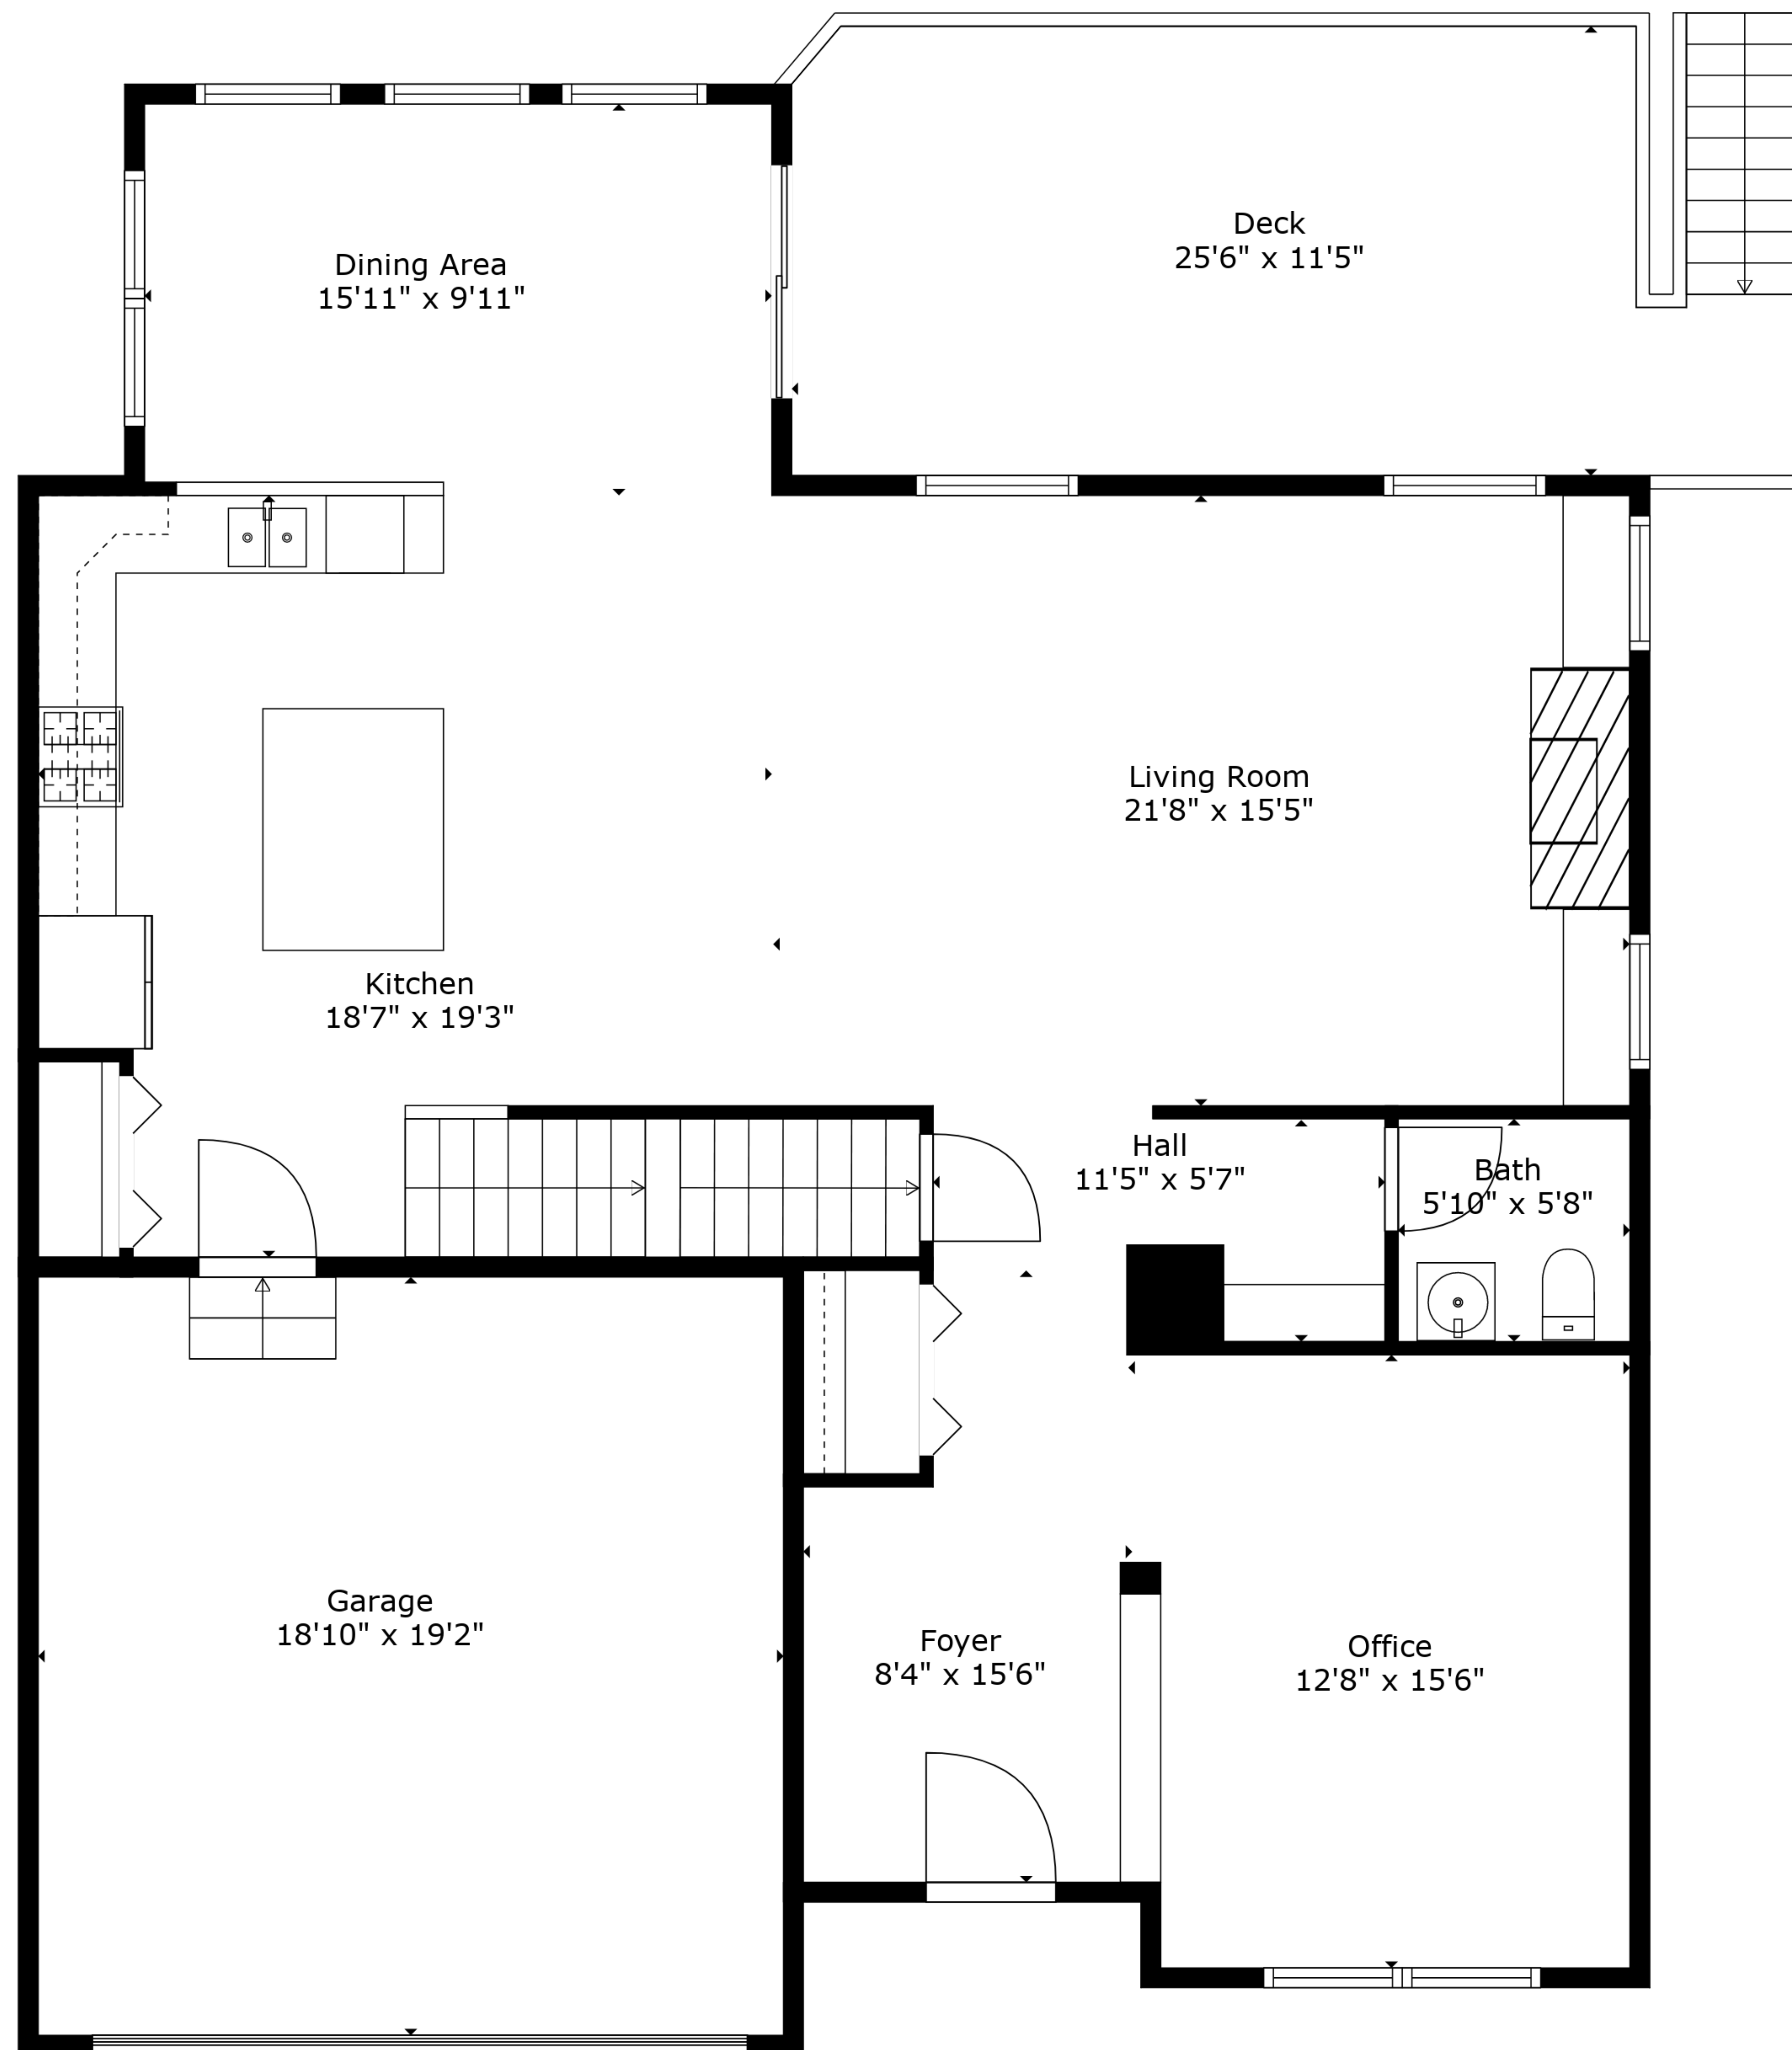 Deck
25'6" x 11'5"
Dining Area
15'11" x 9'11"
Living Room
21'8" x 15'5"
Kitchen
18'7" x 19'3"
Hall
11'5" x 5'7"
Bath
5'10" x 5'8"
Garage
18'10" x 19'2"
Foyer
8'4" x 15'6"
Office
12'8" x 15'6"